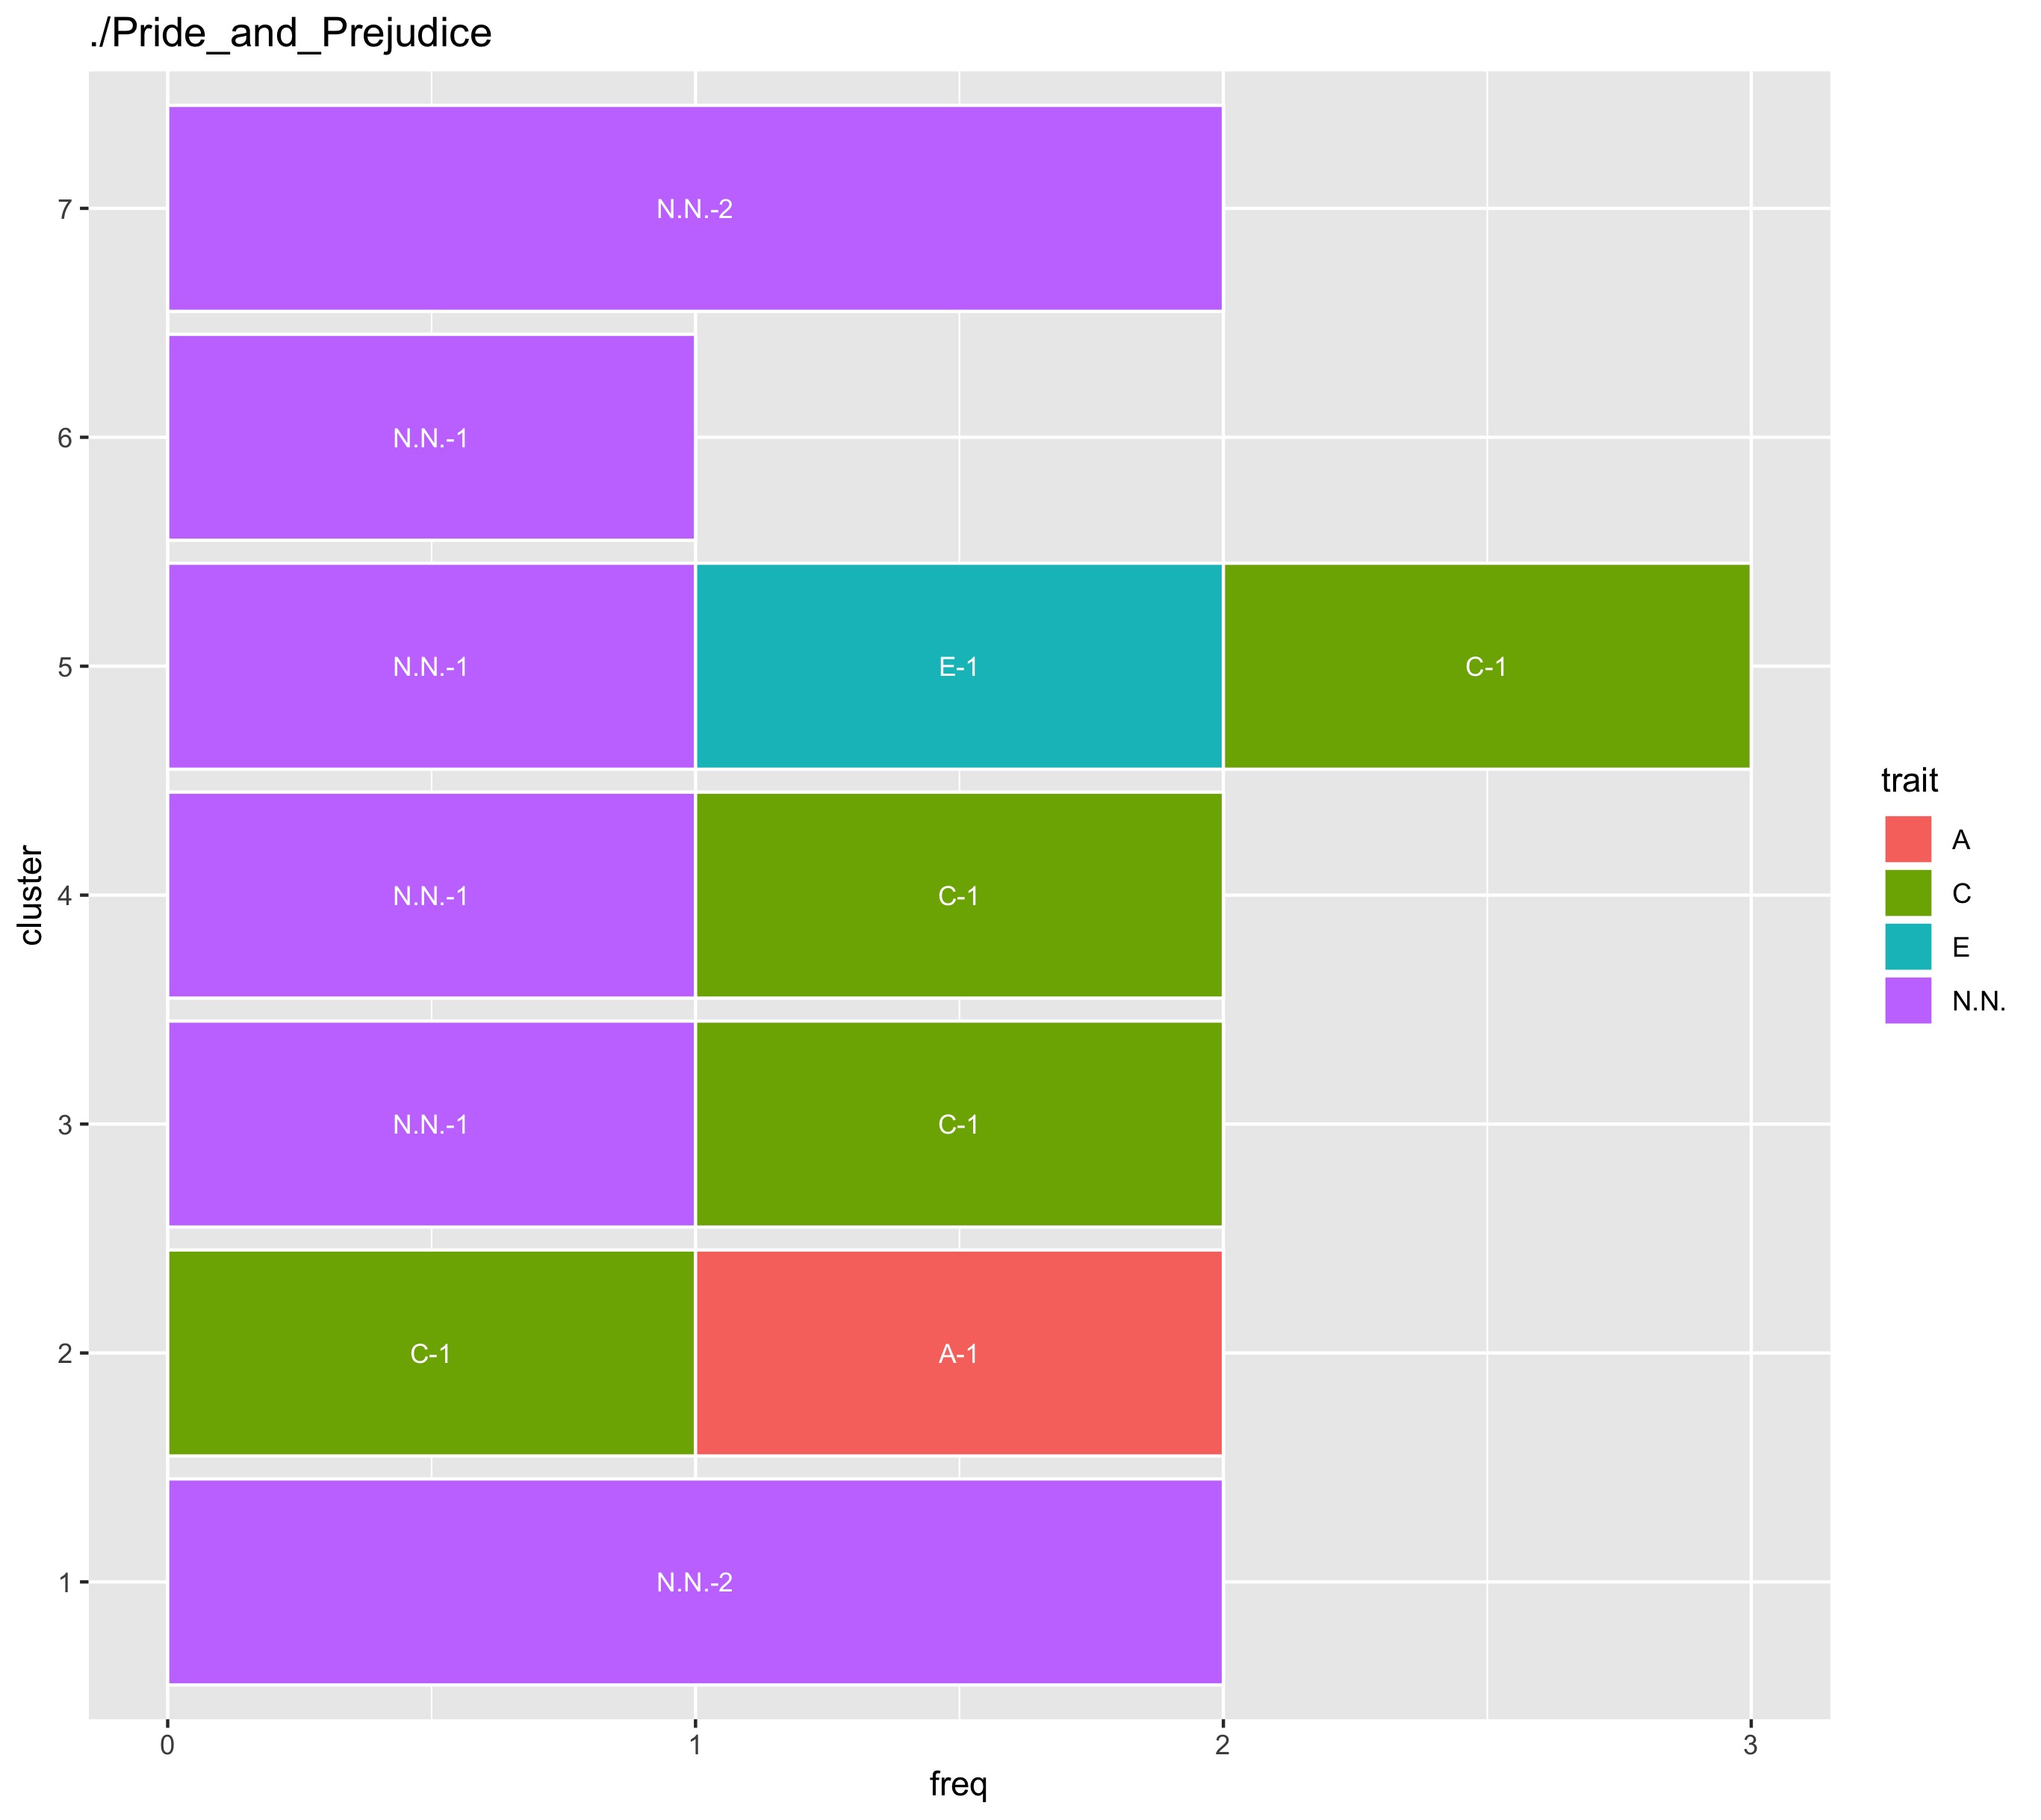 ./Pride_and_Prejudice
7
N.N.-2
6
N.N.-1
5
N.N.-1 E-1 C-1
4
N.N.-1 C-1
3
N.N.-1 C-1
2
C-1 A-1
1
N.N.-2
0 1 2 3
freq
cluster
trait
A
C
E
N.N.